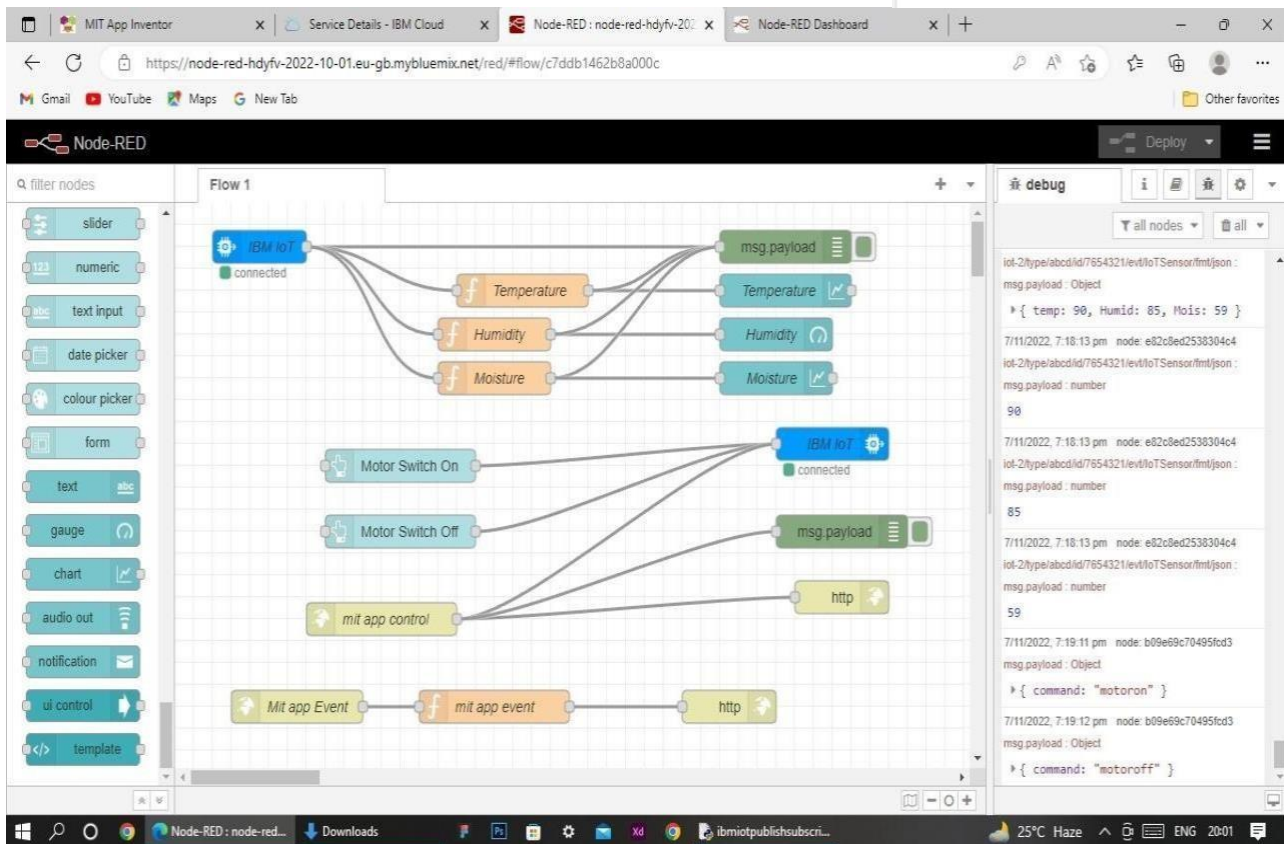 MIT App Inventor
Service Details - IBM Cloud
Node-RED : node-red-hdyfv-202
Node-RED Dashboard
https://node-red-hdyfv-2022-10-01.eu-gb.mybluemix.net/red/#flow/c7ddb1462b8a000c
Gmail YouTube Maps New Tab
Other favorites
Node-RED
Deploy
filter nodes
slider
numeric
text input
date picker
colour picker
form
text
gauge
chart
audio out
notification
ui control
template
Flow 1
IBM IoT
connected
Temperature
Humidity
Moisture
msg.payload
Temperature
Humidity
Moisture
Motor Switch On
Motor Switch Off
mit app control
IBM IoT
connected
msg.payload
http
Mit app Event
mit app event
http
debug
all nodes
all
iot-2/type/abcd/id/7654321/evt/IoTSensor/fmt/json :
msg.payload : Object
{ temp: 90, Humid: 85, Mois: 59 }
7/11/2022, 7:18:13 pm node: e82c8ed2538304c4
iot-2/type/abcd/id/7654321/evt/IoTSensor/fmt/json :
msg.payload : number
90
7/11/2022, 7:18:13 pm node: e82c8ed2538304c4
iot-2/type/abcd/id/7654321/evt/IoTSensor/fmt/json :
msg.payload : number
85
7/11/2022, 7:18:13 pm node: e82c8ed2538304c4
iot-2/type/abcd/id/7654321/evt/IoTSensor/fmt/json :
msg.payload : number
59
7/11/2022, 7:19:11 pm node: b09e69c70495fcd3
msg.payload : Object
{ command: "motoron" }
7/11/2022, 7:19:12 pm node: b09e69c70495fcd3
msg.payload : Object
{ command: "motoroff" }
Node-RED : node-red...
Downloads
ibmiotpublishsubscri...
25°C Haze
ENG 20:01